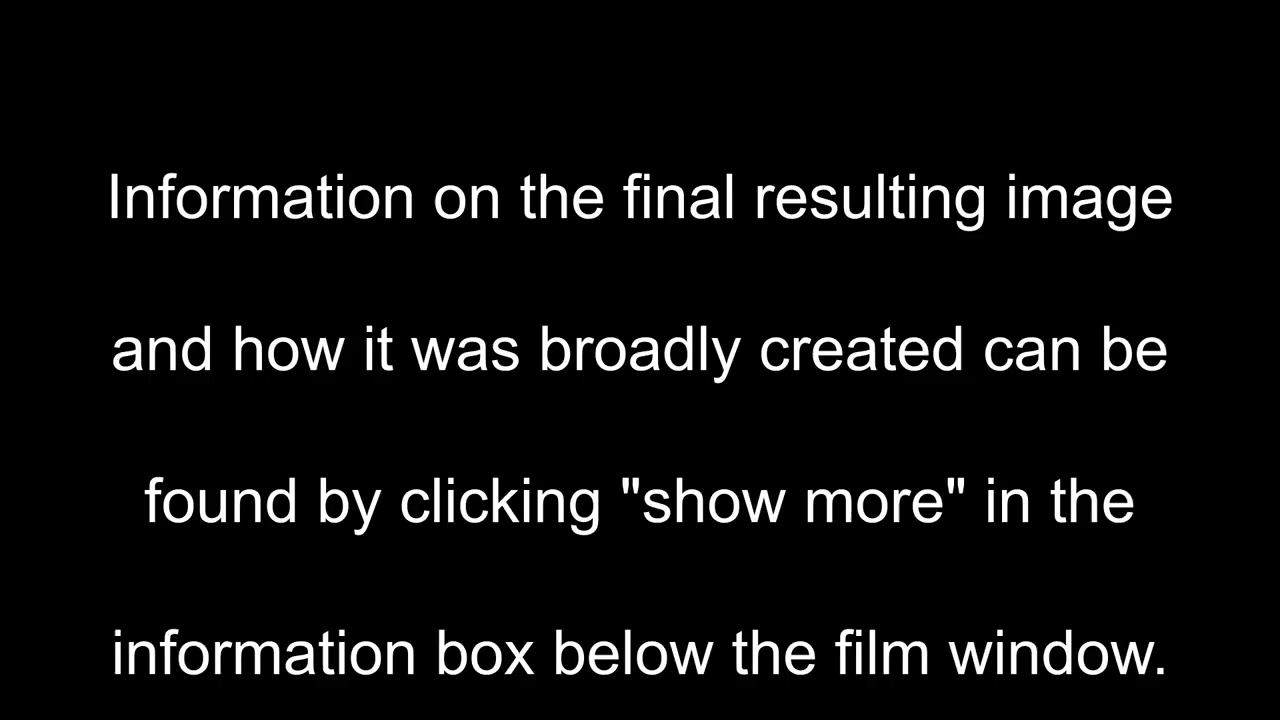 Information on the final resulting image
and how it was broadly created can be
found by clicking "show more" in the
information box below the film window.